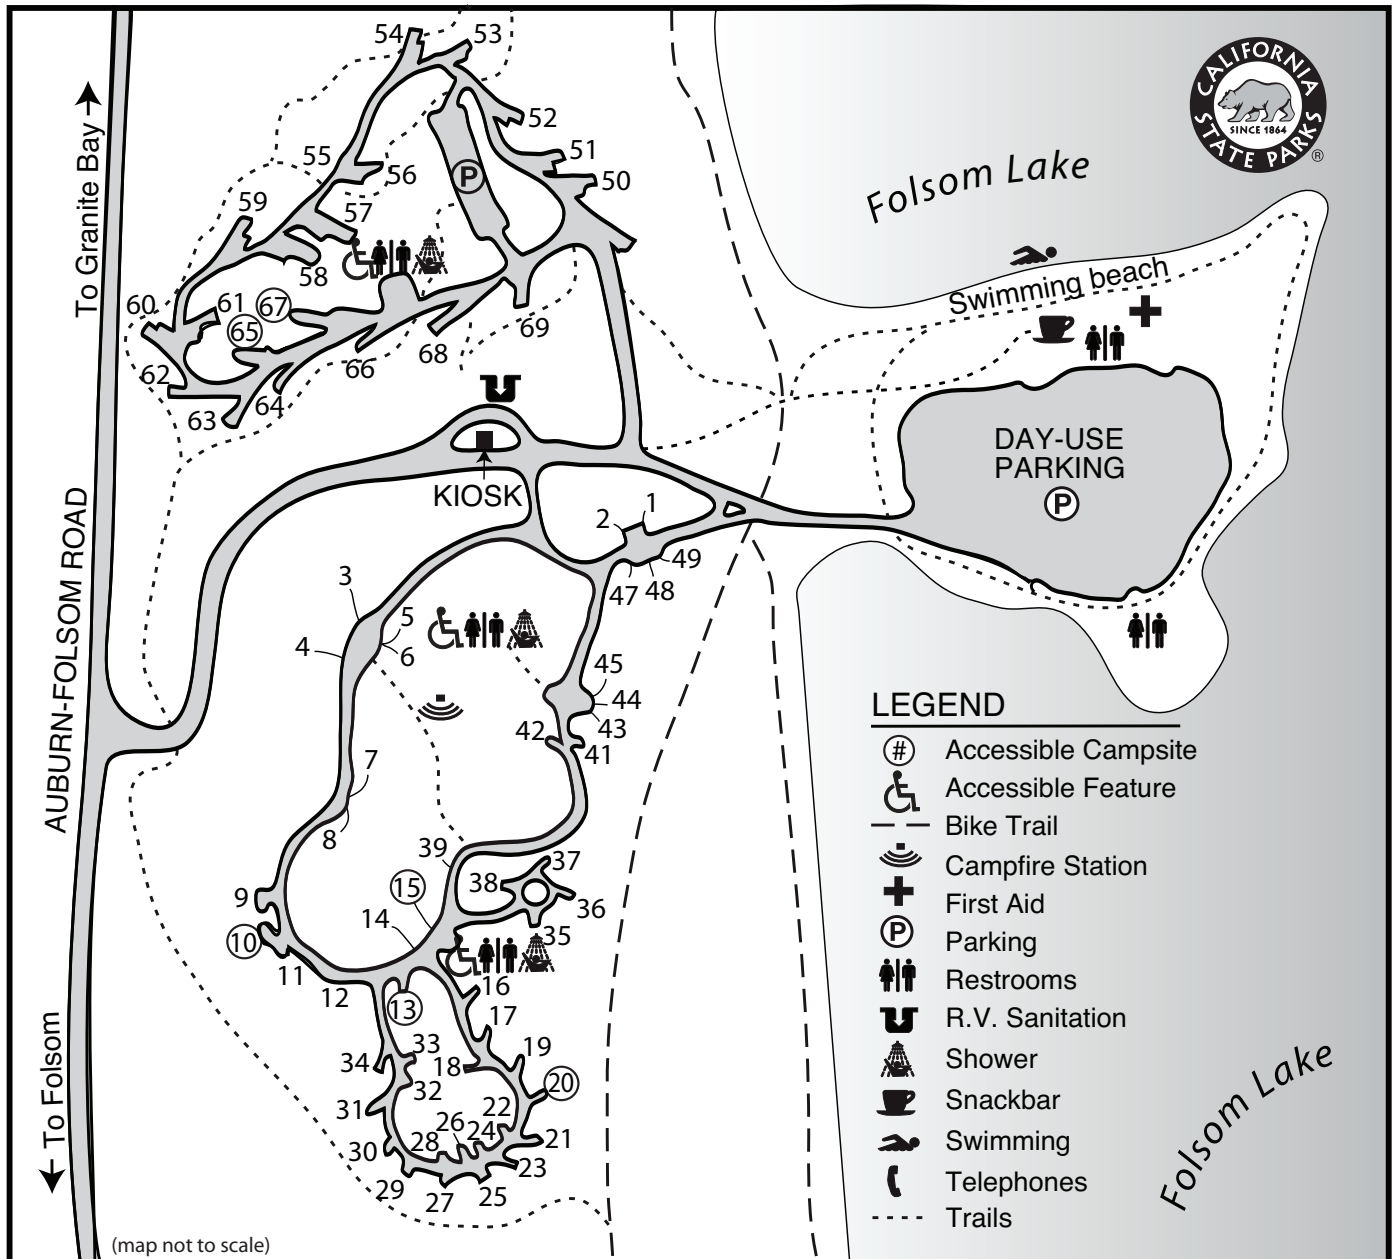 54
53
52
51
50
55
56
59
57
58
P
60
61
67
65
62
63
64
66
68
69
To Granite Bay
Folsom Lake
CALIFORNIA
STATE PARKS
SINCE 1864
®
Swimming beach
DAY-USE
PARKING
P
KIOSK
1
2
49
48
47
3
4
5
6
45
44
43
42
41
7
8
39
37
38
36
35
15
14
9
10
11
12
13
16
17
18
19
20
33
34
32
31
22
26
24
21
30
28
23
29
27
25
AUBURN-FOLSOM ROAD
To Folsom
LEGEND
# Accessible Campsite
Accessible Feature
Bike Trail
Campfire Station
First Aid
P Parking
Restrooms
R.V. Sanitation
Shower
Snackbar
Swimming
Telephones
Trails
Folsom Lake
(map not to scale)